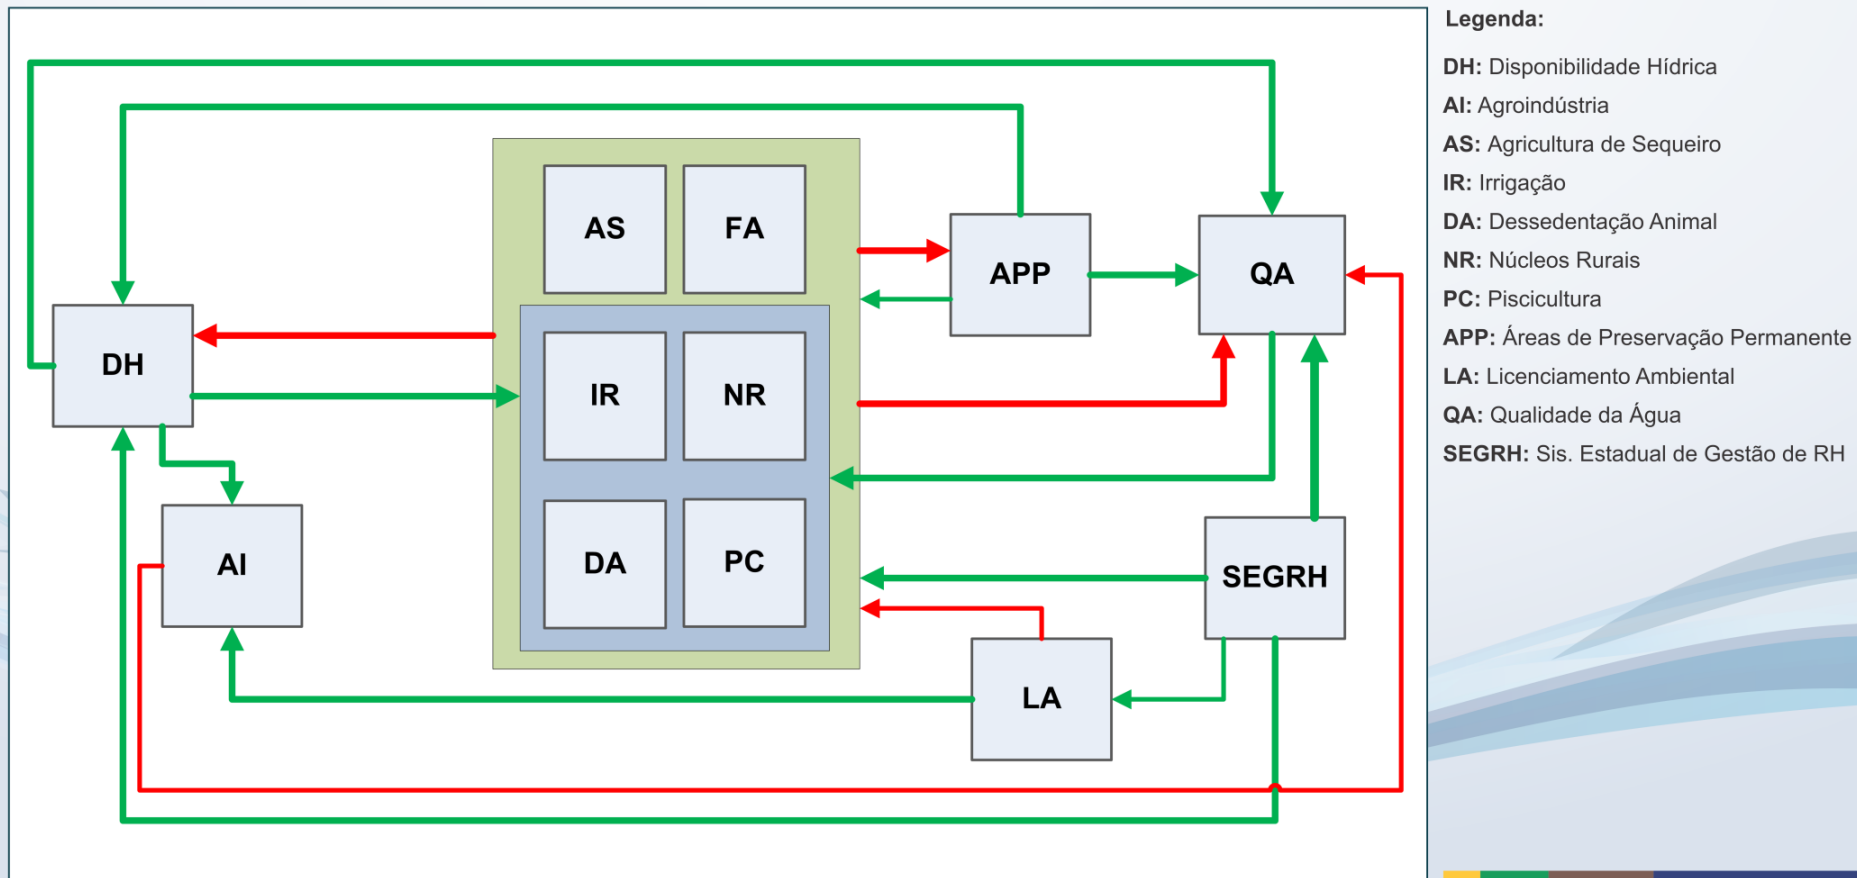 AS
FA
APP
QA
DH
IR
NR
AI
DA
PC
SEGRH
LA
Legenda:
DH: Disponibilidade Hídrica
AI: Agroindústria
AS: Agricultura de Sequeiro
IR: Irrigação
DA: Dessedentação Animal
NR: Núcleos Rurais
PC: Piscicultura
APP: Áreas de Preservação Permanente
LA: Licenciamento Ambiental
QA: Qualidade da Água
SEGRH: Sis. Estadual de Gestão de RH